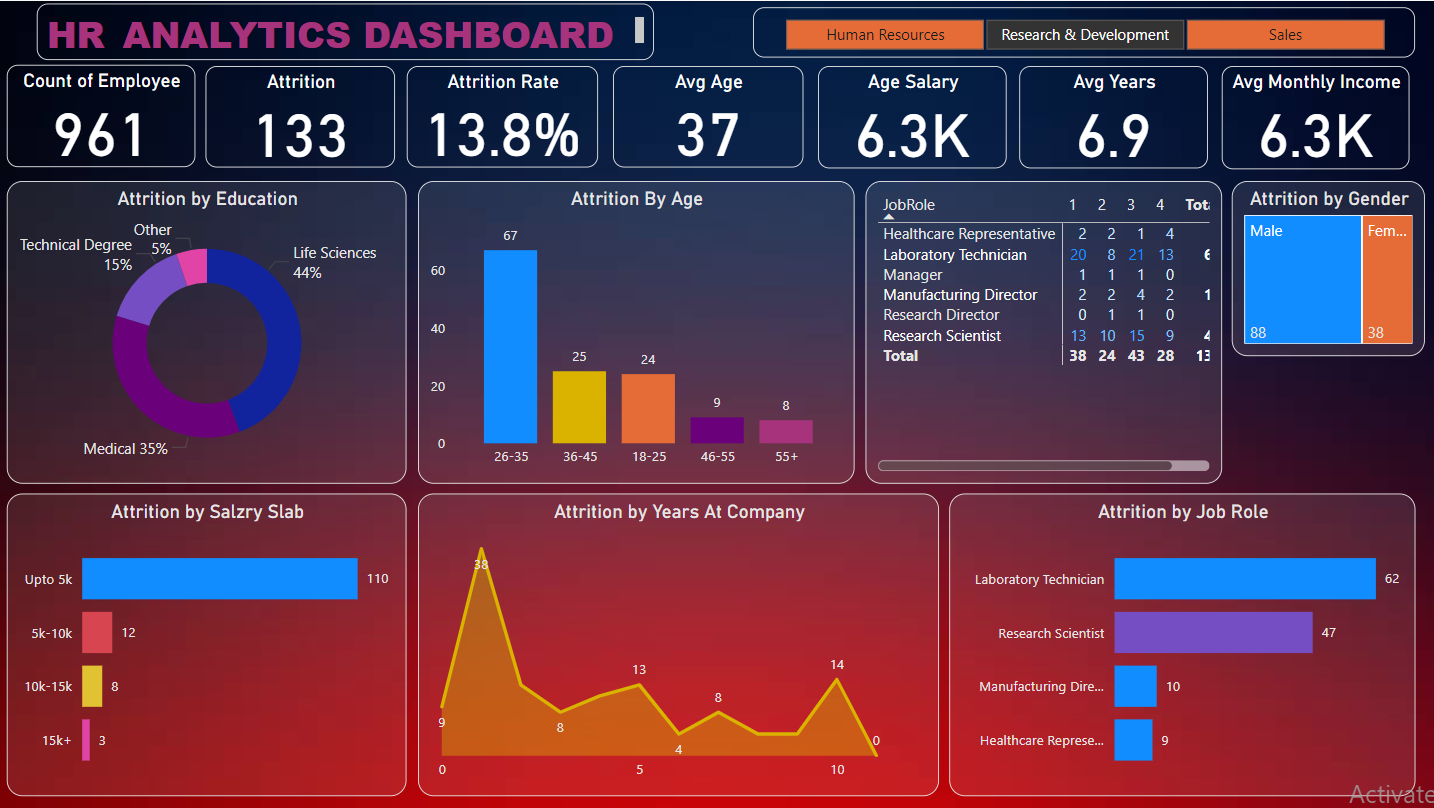 HR ANALYTICS DASHBOARD
Human Resources
Research & Development
Sales
Count of Employee
961
Attrition
133
Attrition Rate
13.8%
Avg Age
37
Age Salary
6.3K
Avg Years
6.9
Avg Monthly Income
6.3K
Attrition by Education
Other
5%
Technical Degree
15%
Life Sciences
44%
Medical 35%
Attrition By Age
67
60
40
25
24
20
9
8
0
26-35 36-45 18-25 46-55 55+
JobRole 1 2 3 4
Healthcare Representative 2 2 1 4
Laboratory Technician 20 8 21 13
Manager 1 1 1 0
Manufacturing Director 2 2 4 2
Research Director 0 1 1 0
Research Scientist 13 10 15 9
Total 38 24 43 28
Attrition by Gender
Male
Fem...
88
38
Attrition by Salzry Slab
Upto 5k 110
5k-10k 12
10k-15k 8
15k+ 3
Attrition by Years At Company
38
13
14
9
8
8
4
0
0 5 10
Attrition by Job Role
Laboratory Technician 62
Research Scientist 47
Manufacturing Dire... 10
Healthcare Represe... 9
Activate